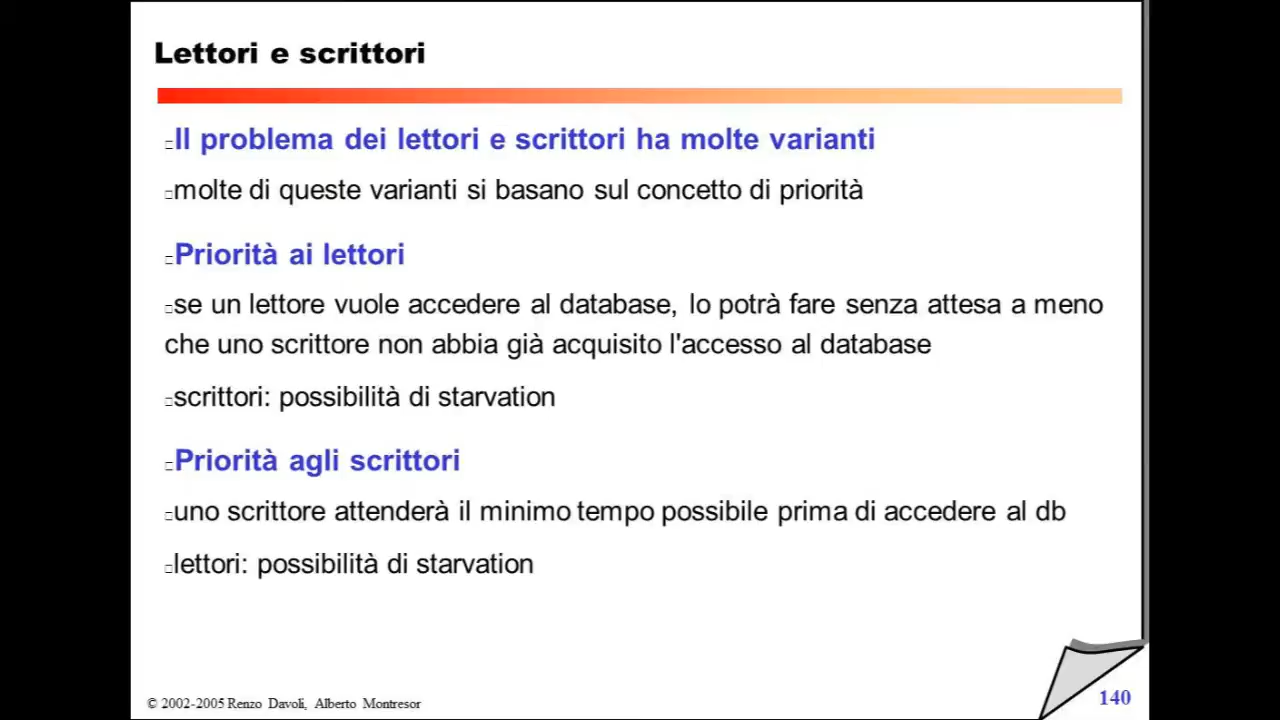 Lettori e scrittori
Il problema dei lettori e scrittori ha molte varianti
molte di queste varianti si basano sul concetto di priorità
Priorità ai lettori
se un lettore vuole accedere al database, lo potrà fare senza attesa a meno
che uno scrittore non abbia già acquisito l'accesso al database
scrittori: possibilità di starvation
Priorità agli scrittori
uno scrittore attenderà il minimo tempo possibile prima di accedere al db
lettori: possibilità di starvation
© 2002-2005 Renzo Davoli, Alberto Montresor
140